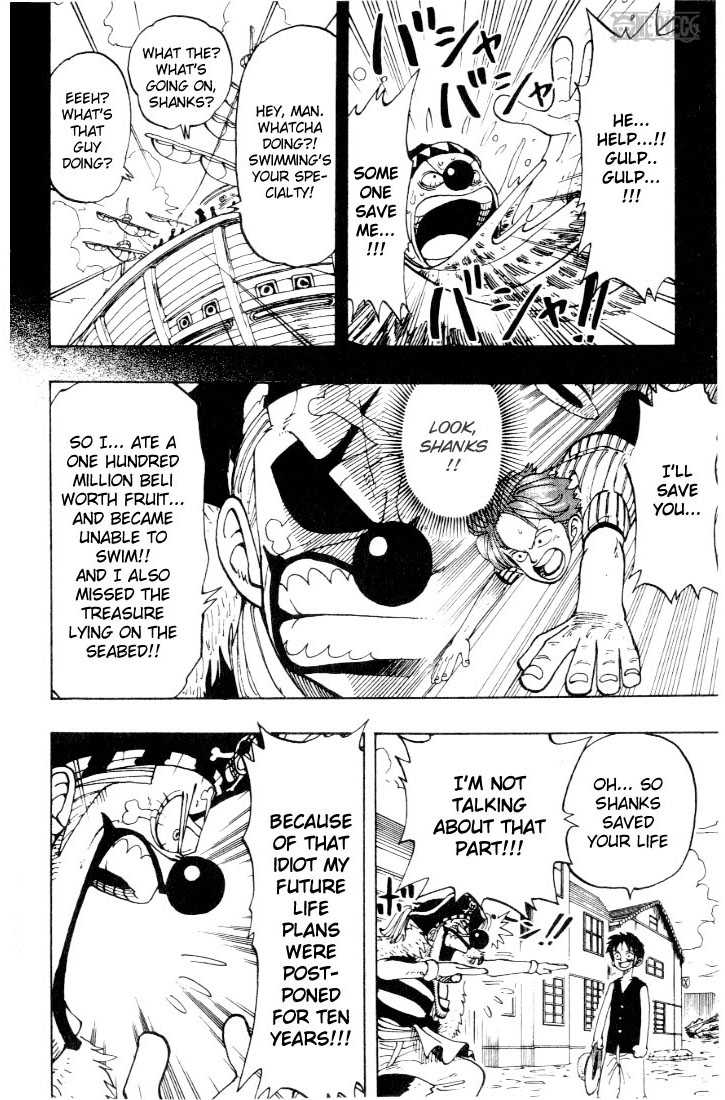 HE...
HELP...!!
GULP..
GULP...
!!!
バシャ
バシャ
SOME
ONE
SAVE
ME...
!!!
バシャ!!
HEY, MAN.
WHATCHA
DOING?!
SWIMMING'S
YOUR SPE-
CIALTY!
WHAT THE?
WHAT'S
GOING ON,
SHANKS?
EEEH?
WHAT'S
THAT
GUY
DOING?
I'LL
SAVE
YOU...
LOOK,
SHANKS
!!
SO I... ATE A
ONE HUNDRED
MILLION BELI
WORTH FRUIT...
AND BECAME
UNABLE TO
SWIM!!
AND I ALSO
MISSED THE
TREASURE
LYING ON THE
SEABED!!
OH... SO
SHANKS
SAVED
YOUR LIFE
I'M NOT
TALKING
ABOUT THAT
PART!!!
BECAUSE
OF THAT
IDIOT MY
FUTURE
LIFE
PLANS
WERE
POST-
PONED
FOR TEN
YEARS!!!